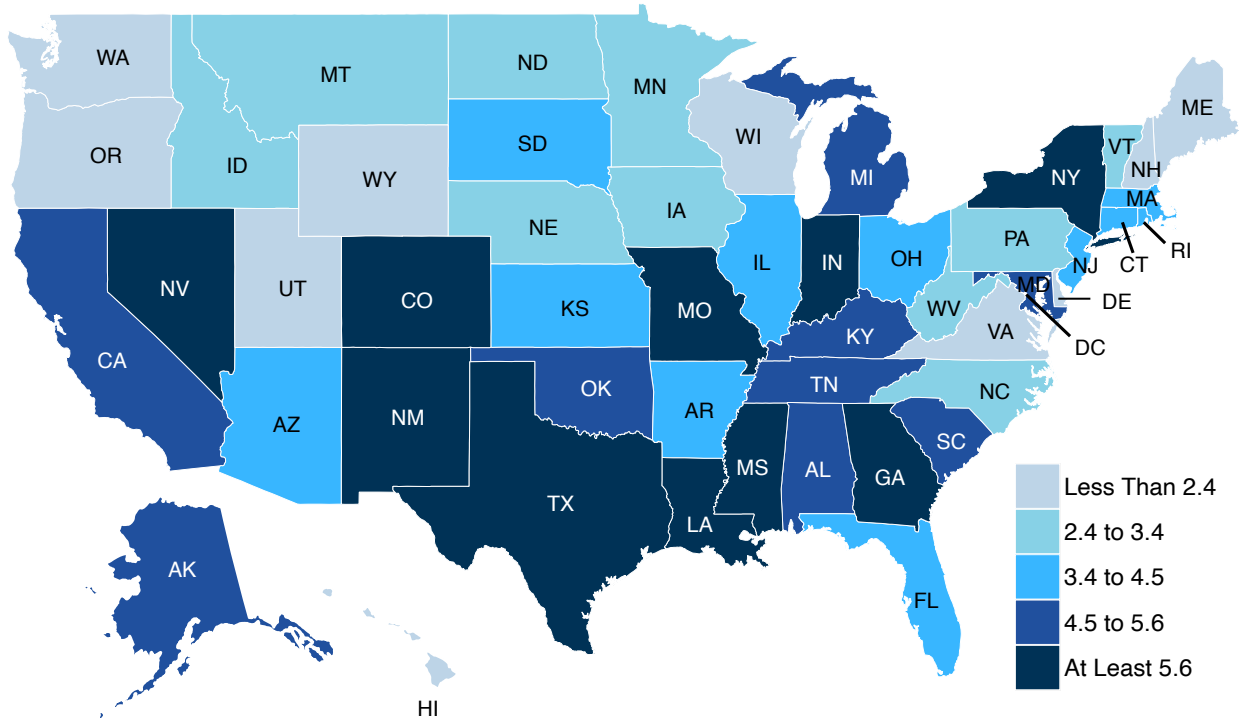 WA
MT
ND
MN
OR
ID
WY
SD
WI
MI
NY
VT
NH
ME
MA
RI
CT
NE
IA
PA
NJ
NV
UT
CO
KS
MO
IL
IN
OH
WV
MD
DE
DC
VA
KY
CA
AZ
NM
OK
AR
TN
NC
SC
TX
LA
MS
AL
GA
FL
AK
HI
Less Than 2.4
2.4 to 3.4
3.4 to 4.5
4.5 to 5.6
At Least 5.6